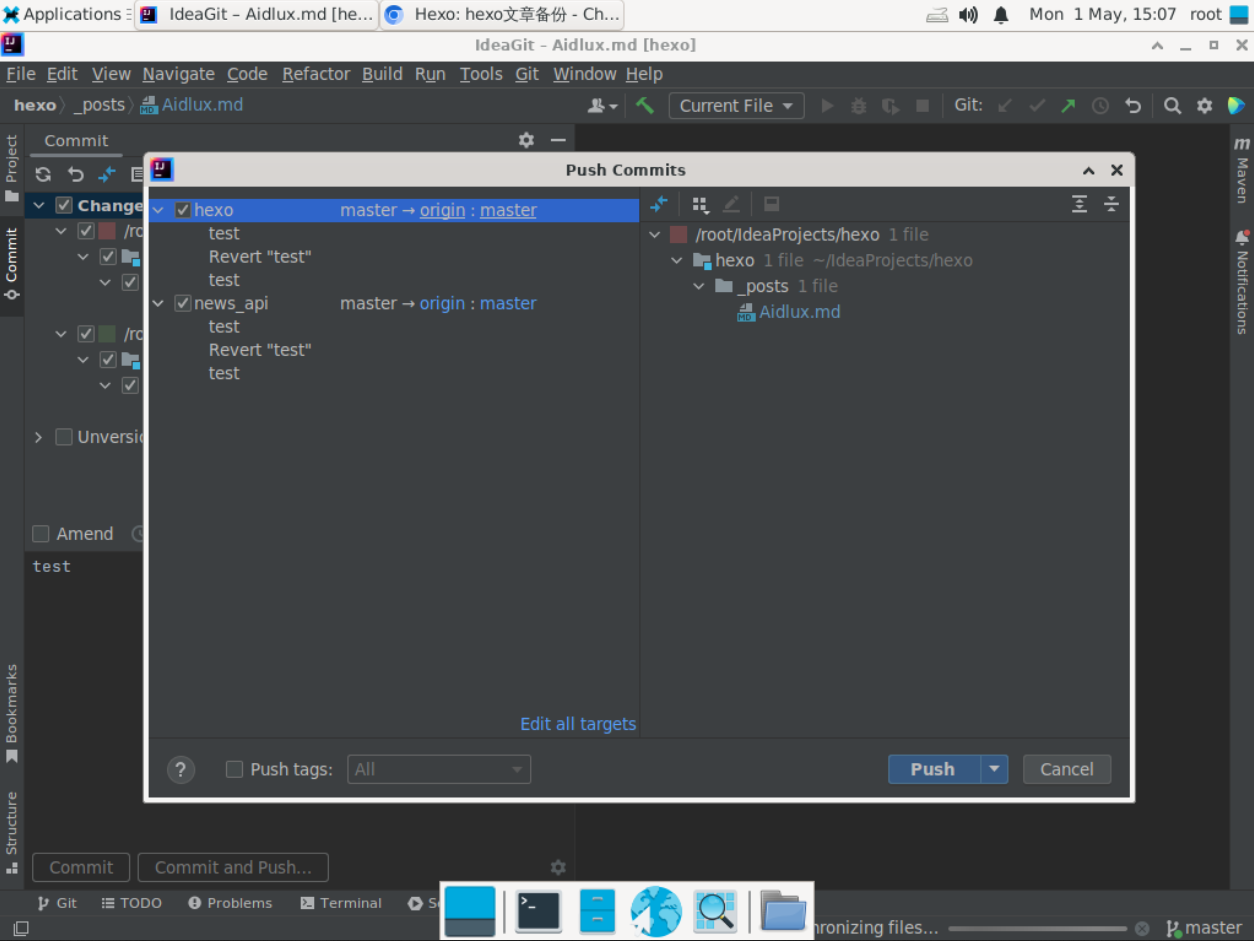 Applications
IdeaGit – Aidlux.md [he...
Hexo: hexo文章备份 - Ch...
Mon 1 May, 15:07
root
IdeaGit – Aidlux.md [hexo]
File Edit View Navigate Code Refactor Build Run Tools Git Window Help
hexo
_posts
Aidlux.md
Current File
Git:
Project
Commit
Bookmarks
Structure
Commit
Change
/ro
/ro
Unversi
Amend
test
Commit
Commit and Push...
Push Commits
hexo master → origin : master
test
Revert "test"
test
news_api master → origin : master
test
Revert "test"
test
Edit all targets
/root/IdeaProjects/hexo 1 file
hexo 1 file ~/IdeaProjects/hexo
_posts 1 file
Aidlux.md
?
Push tags:
All
Push
Cancel
m
Maven
Notifications
Git
TODO
Problems
Terminal
hronizing files...
master